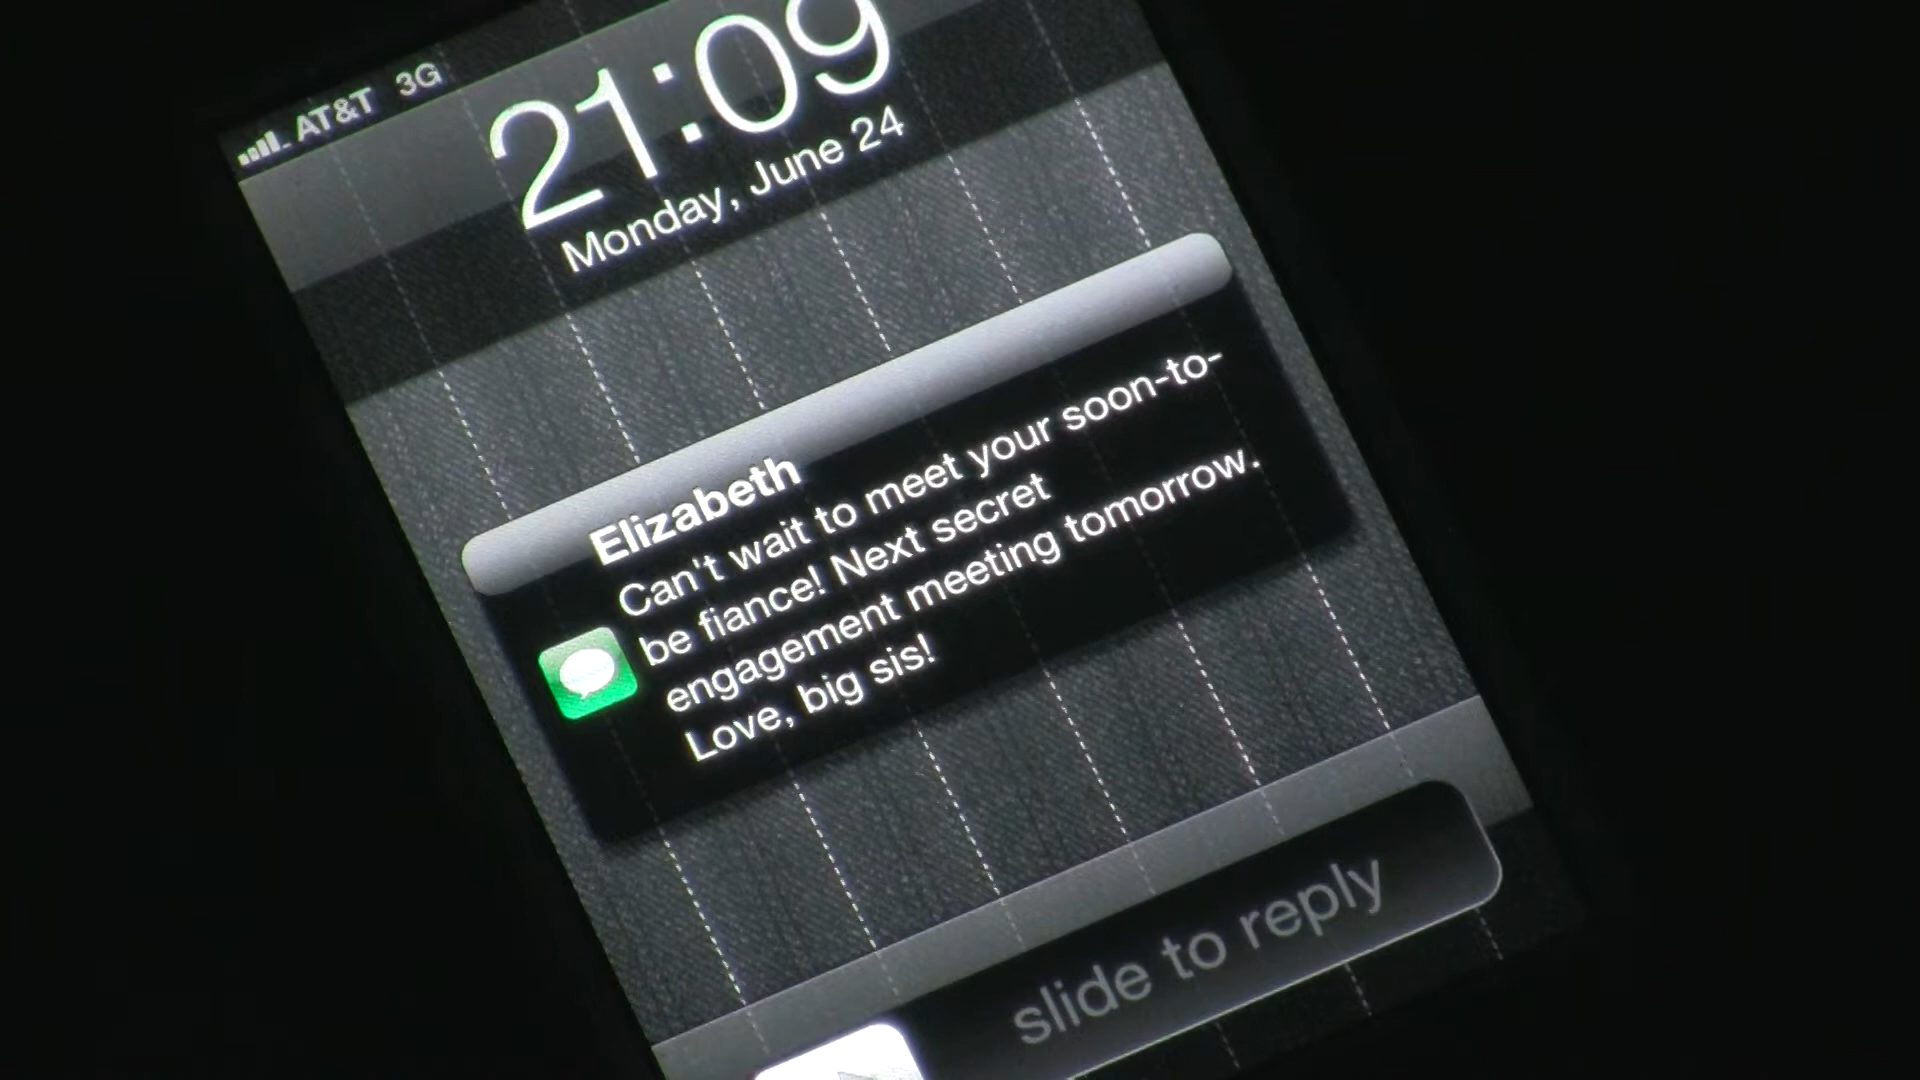 AT&T 3G
21:09
Monday, June 24
Elizabeth
Can't wait to meet your soon-to-
be fiance! Next secret
engagement meeting tomorrow.
Love, big sis!
slide to reply